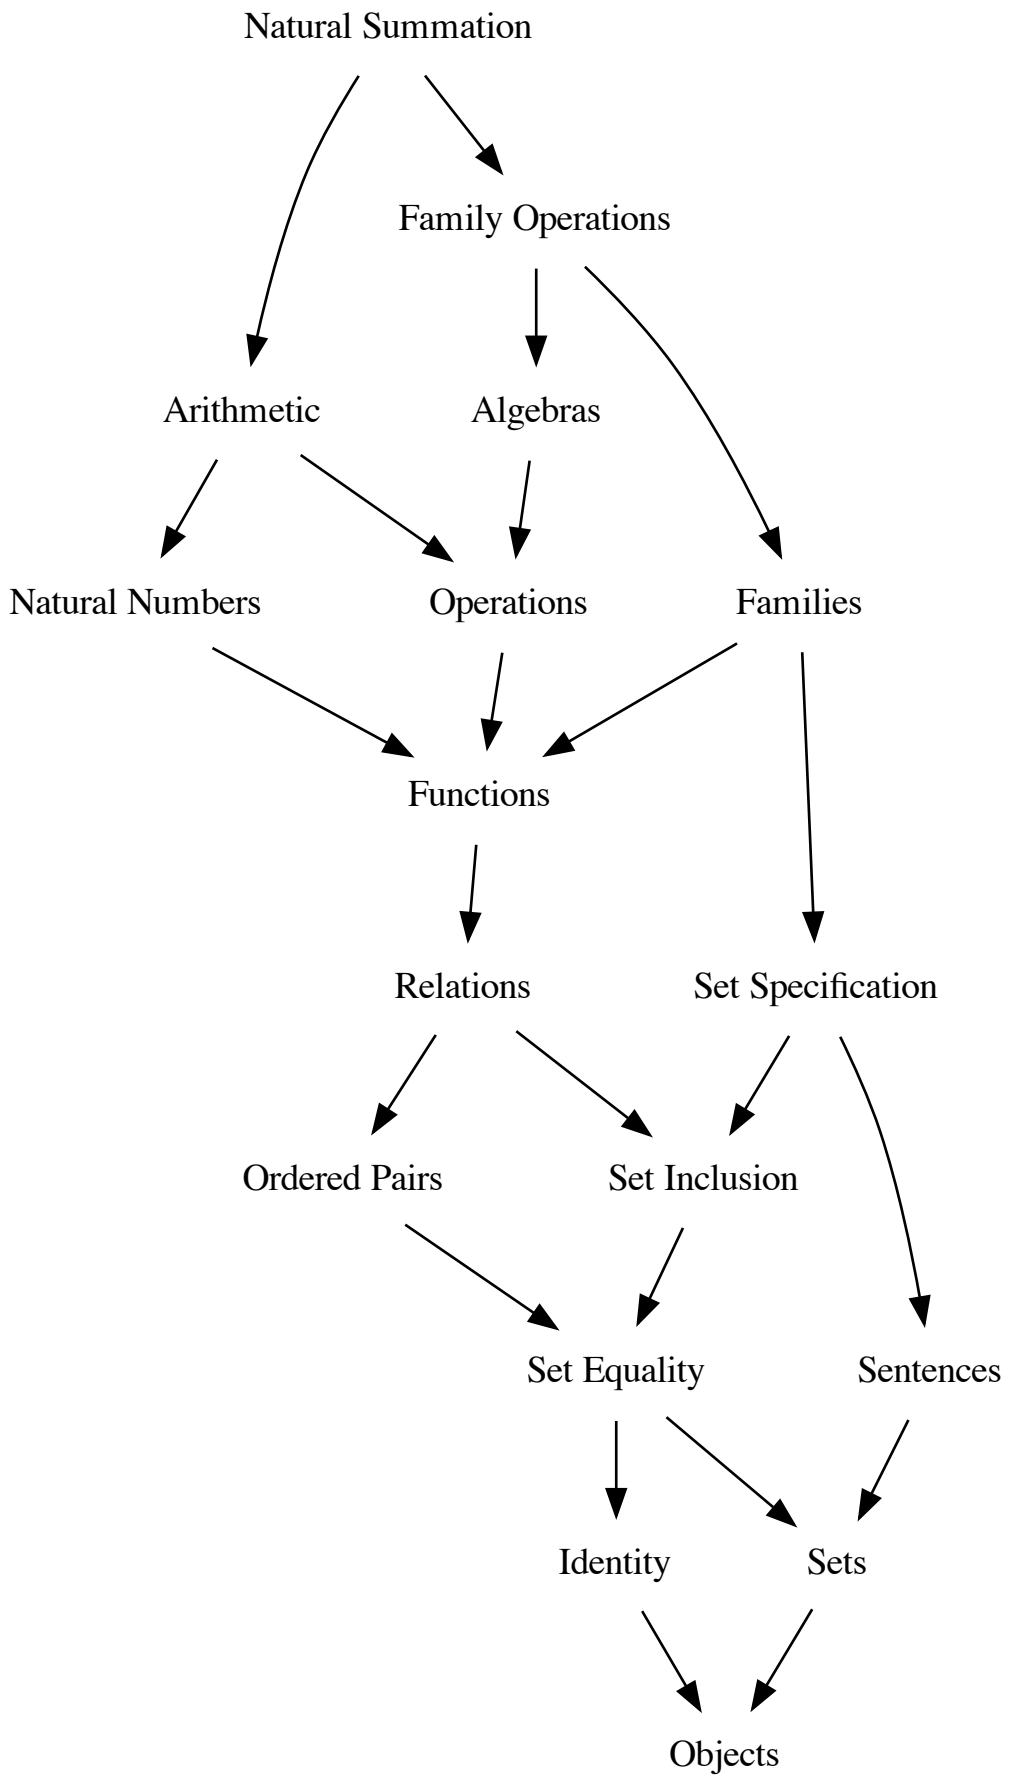 Natural Summation
Family Operations
Arithmetic
Algebras
Natural Numbers
Operations
Families
Functions
Relations
Set Specification
Ordered Pairs
Set Inclusion
Set Equality
Sentences
Identity
Sets
Objects